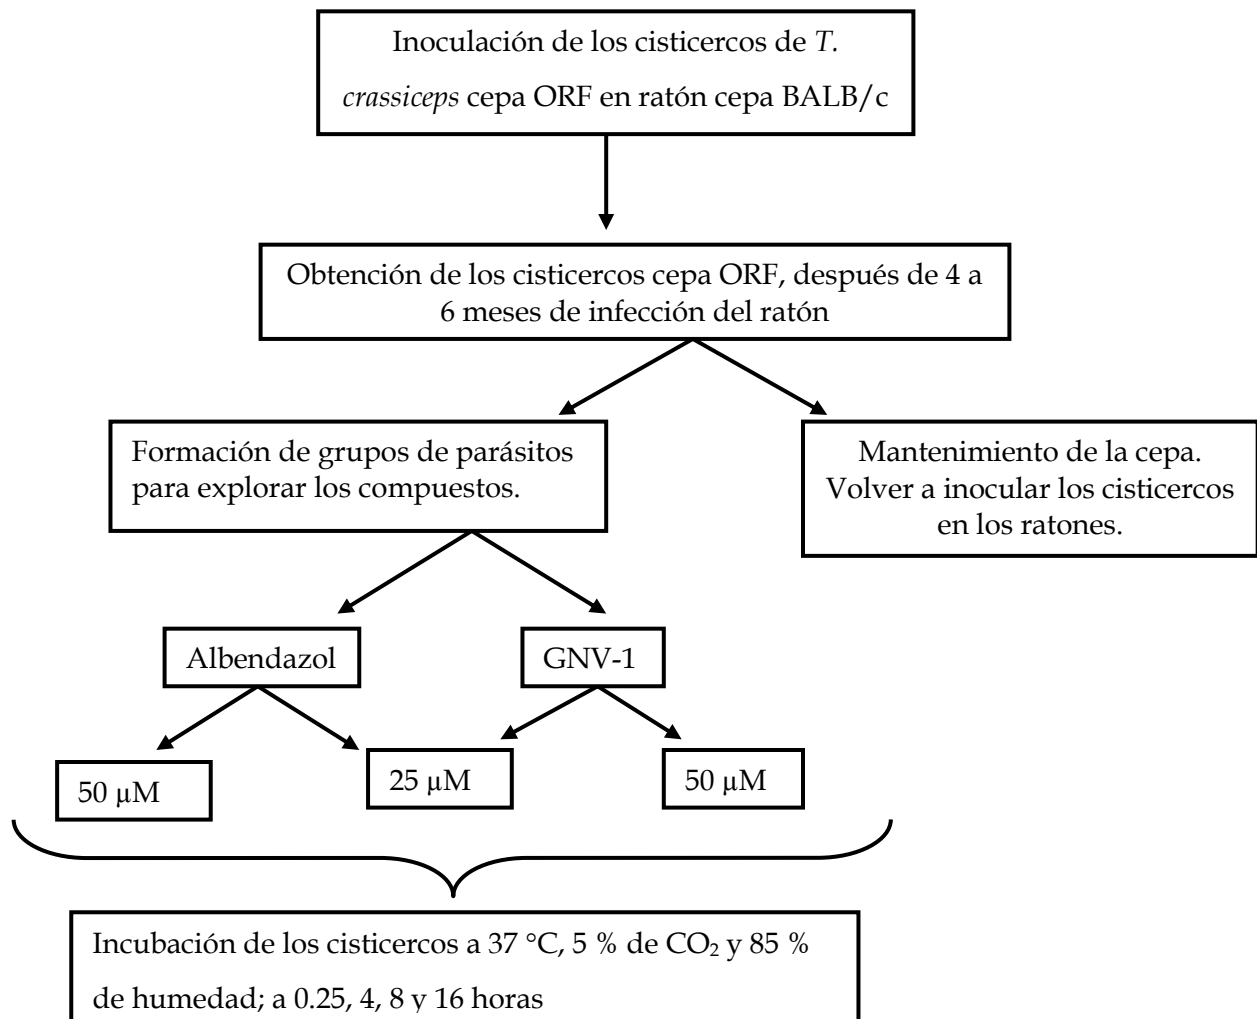 Inoculación de los cisticercos de T.
crassiceps cepa ORF en ratón cepa BALB/c
Obtención de los cisticercos cepa ORF, después de 4 a
6 meses de infección del ratón
Formación de grupos de parásitos
para explorar los compuestos.
Mantenimiento de la cepa.
Volver a inocular los cisticercos
en los ratones.
Albendazol
GNV-1
50 µM
25 µM
50 µM
Incubación de los cisticercos a 37 °C, 5 % de CO₂ y 85 %
de humedad; a 0.25, 4, 8 y 16 horas